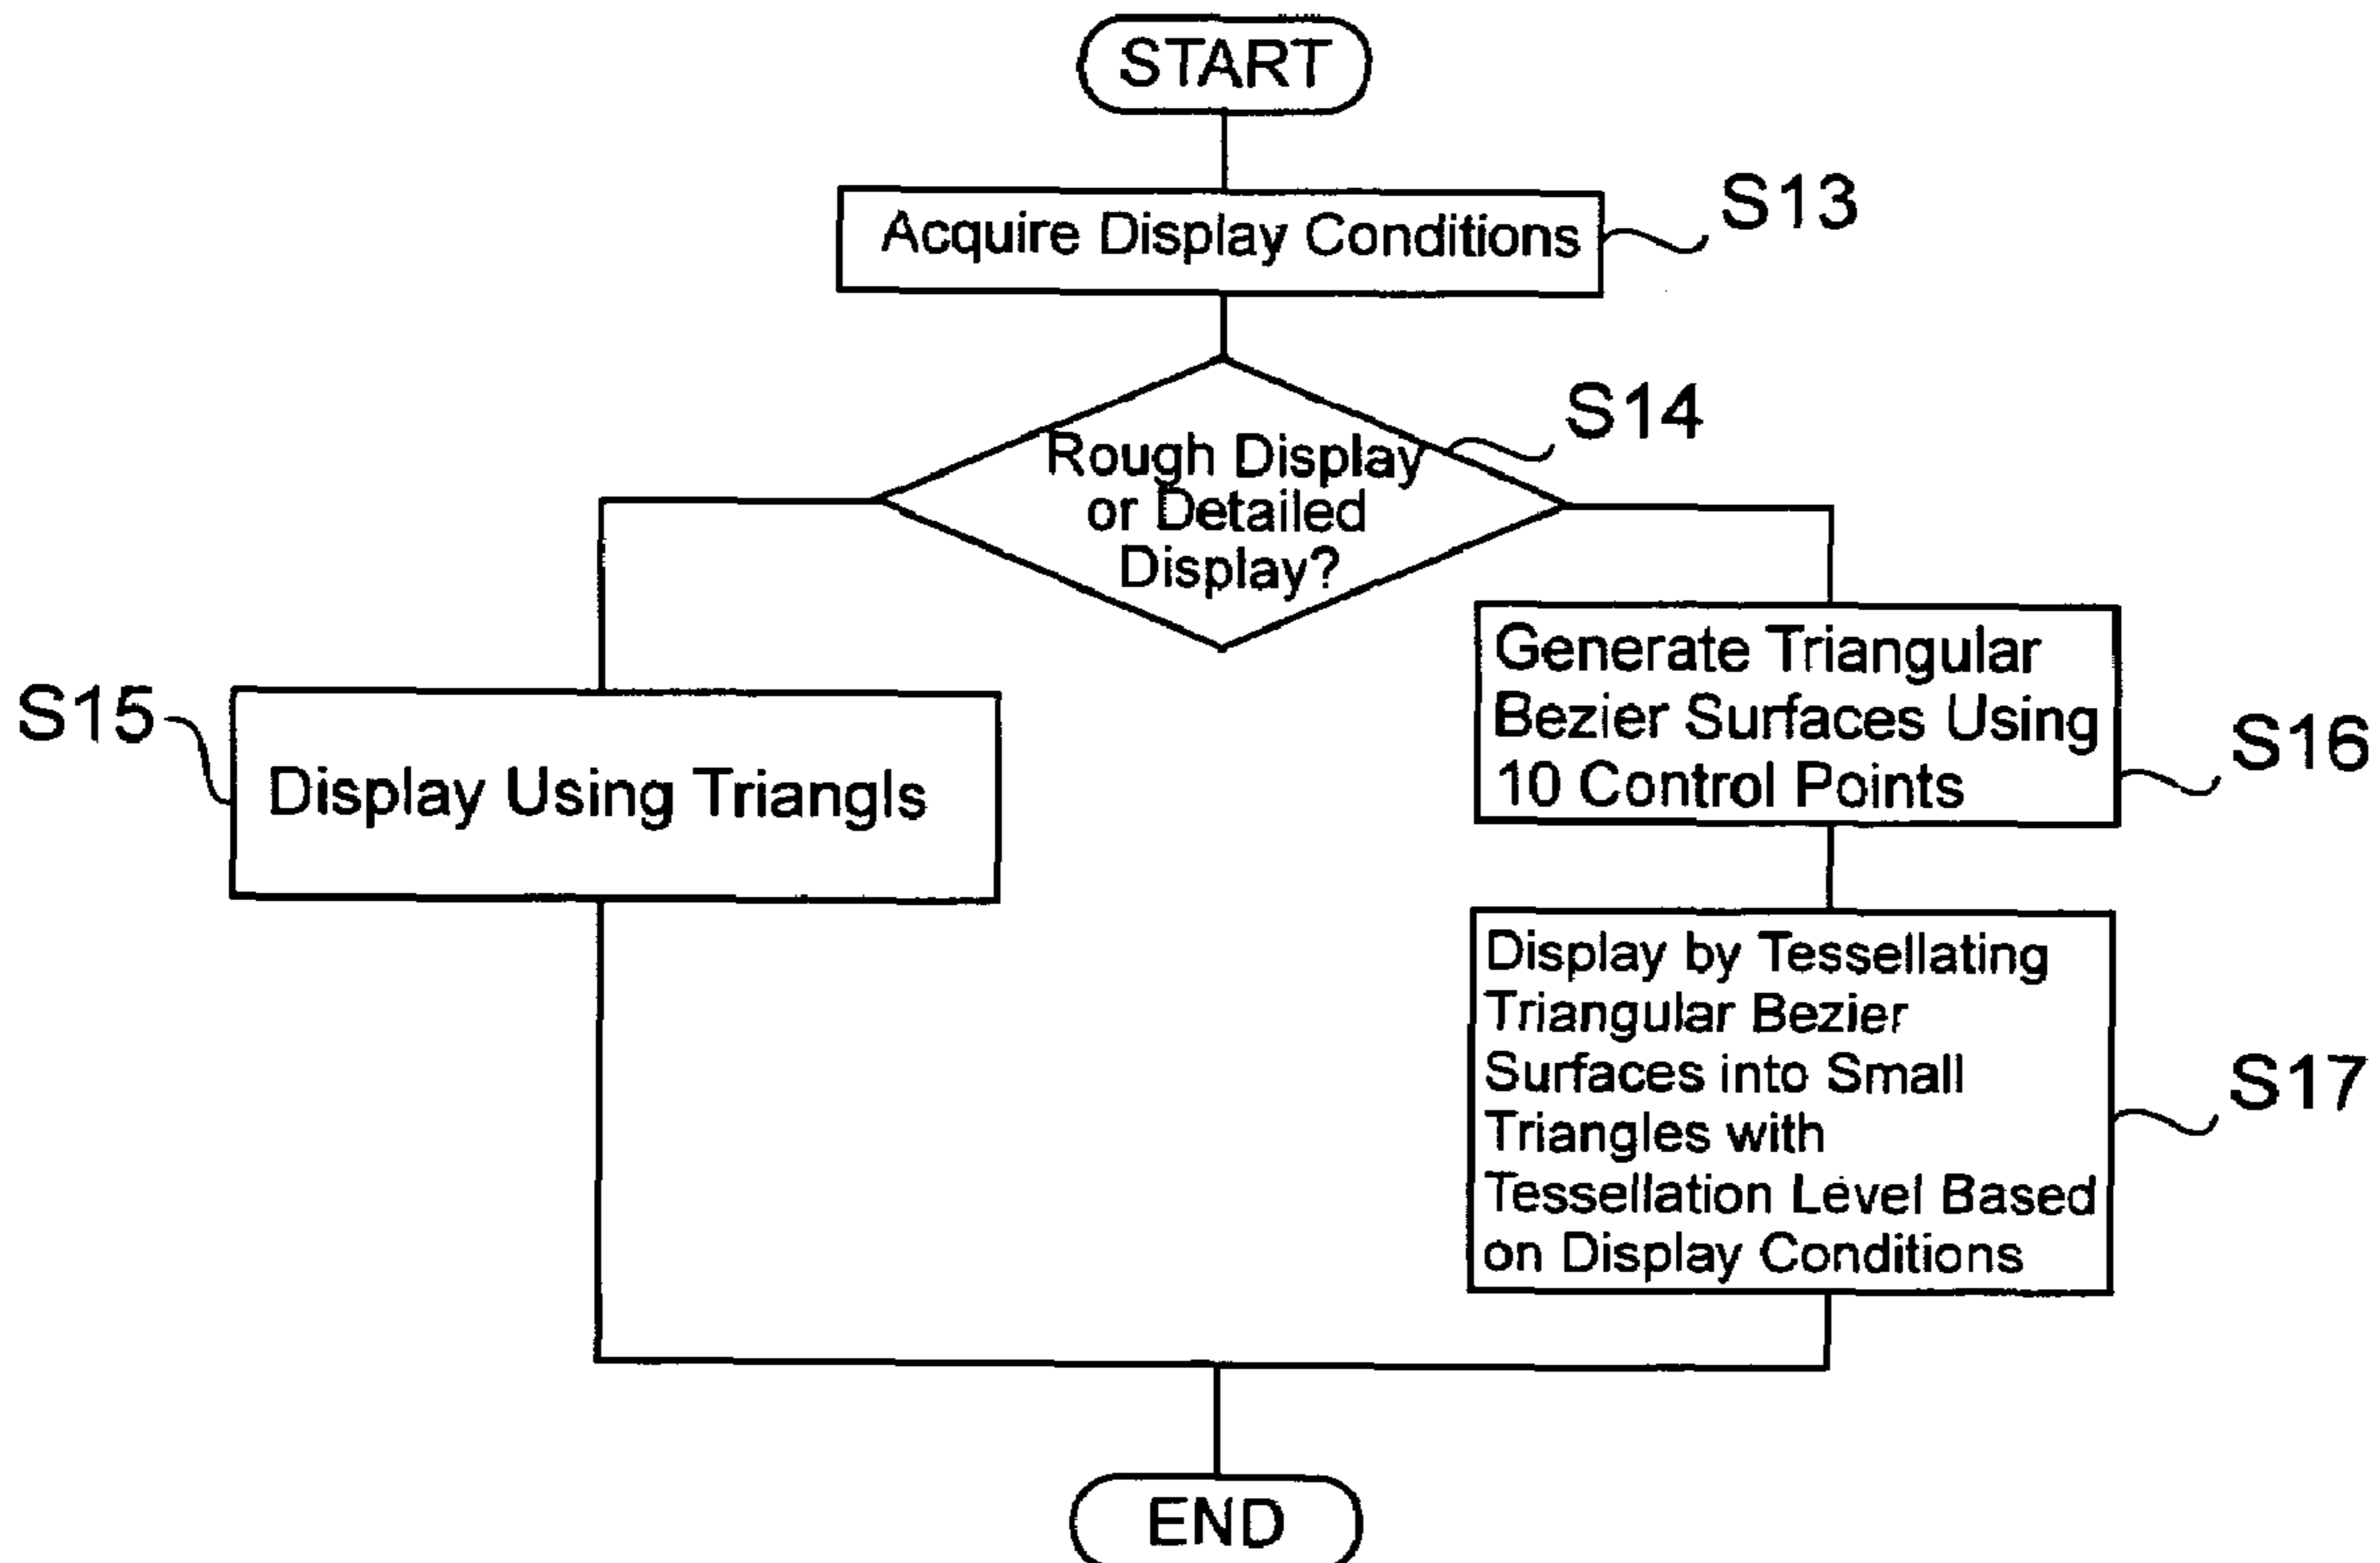 START
Acquire Display Conditions
S13
Rough Display
or Detailed
Display?
S14
S15
Display Using Triangls
Generate Triangular
Bezier Surfaces Using
10 Control Points
S16
Display by Tessellating
Triangular Bezier
Surfaces into Small
Triangles with
Tessellation Level Based
on Display Conditions
S17
END